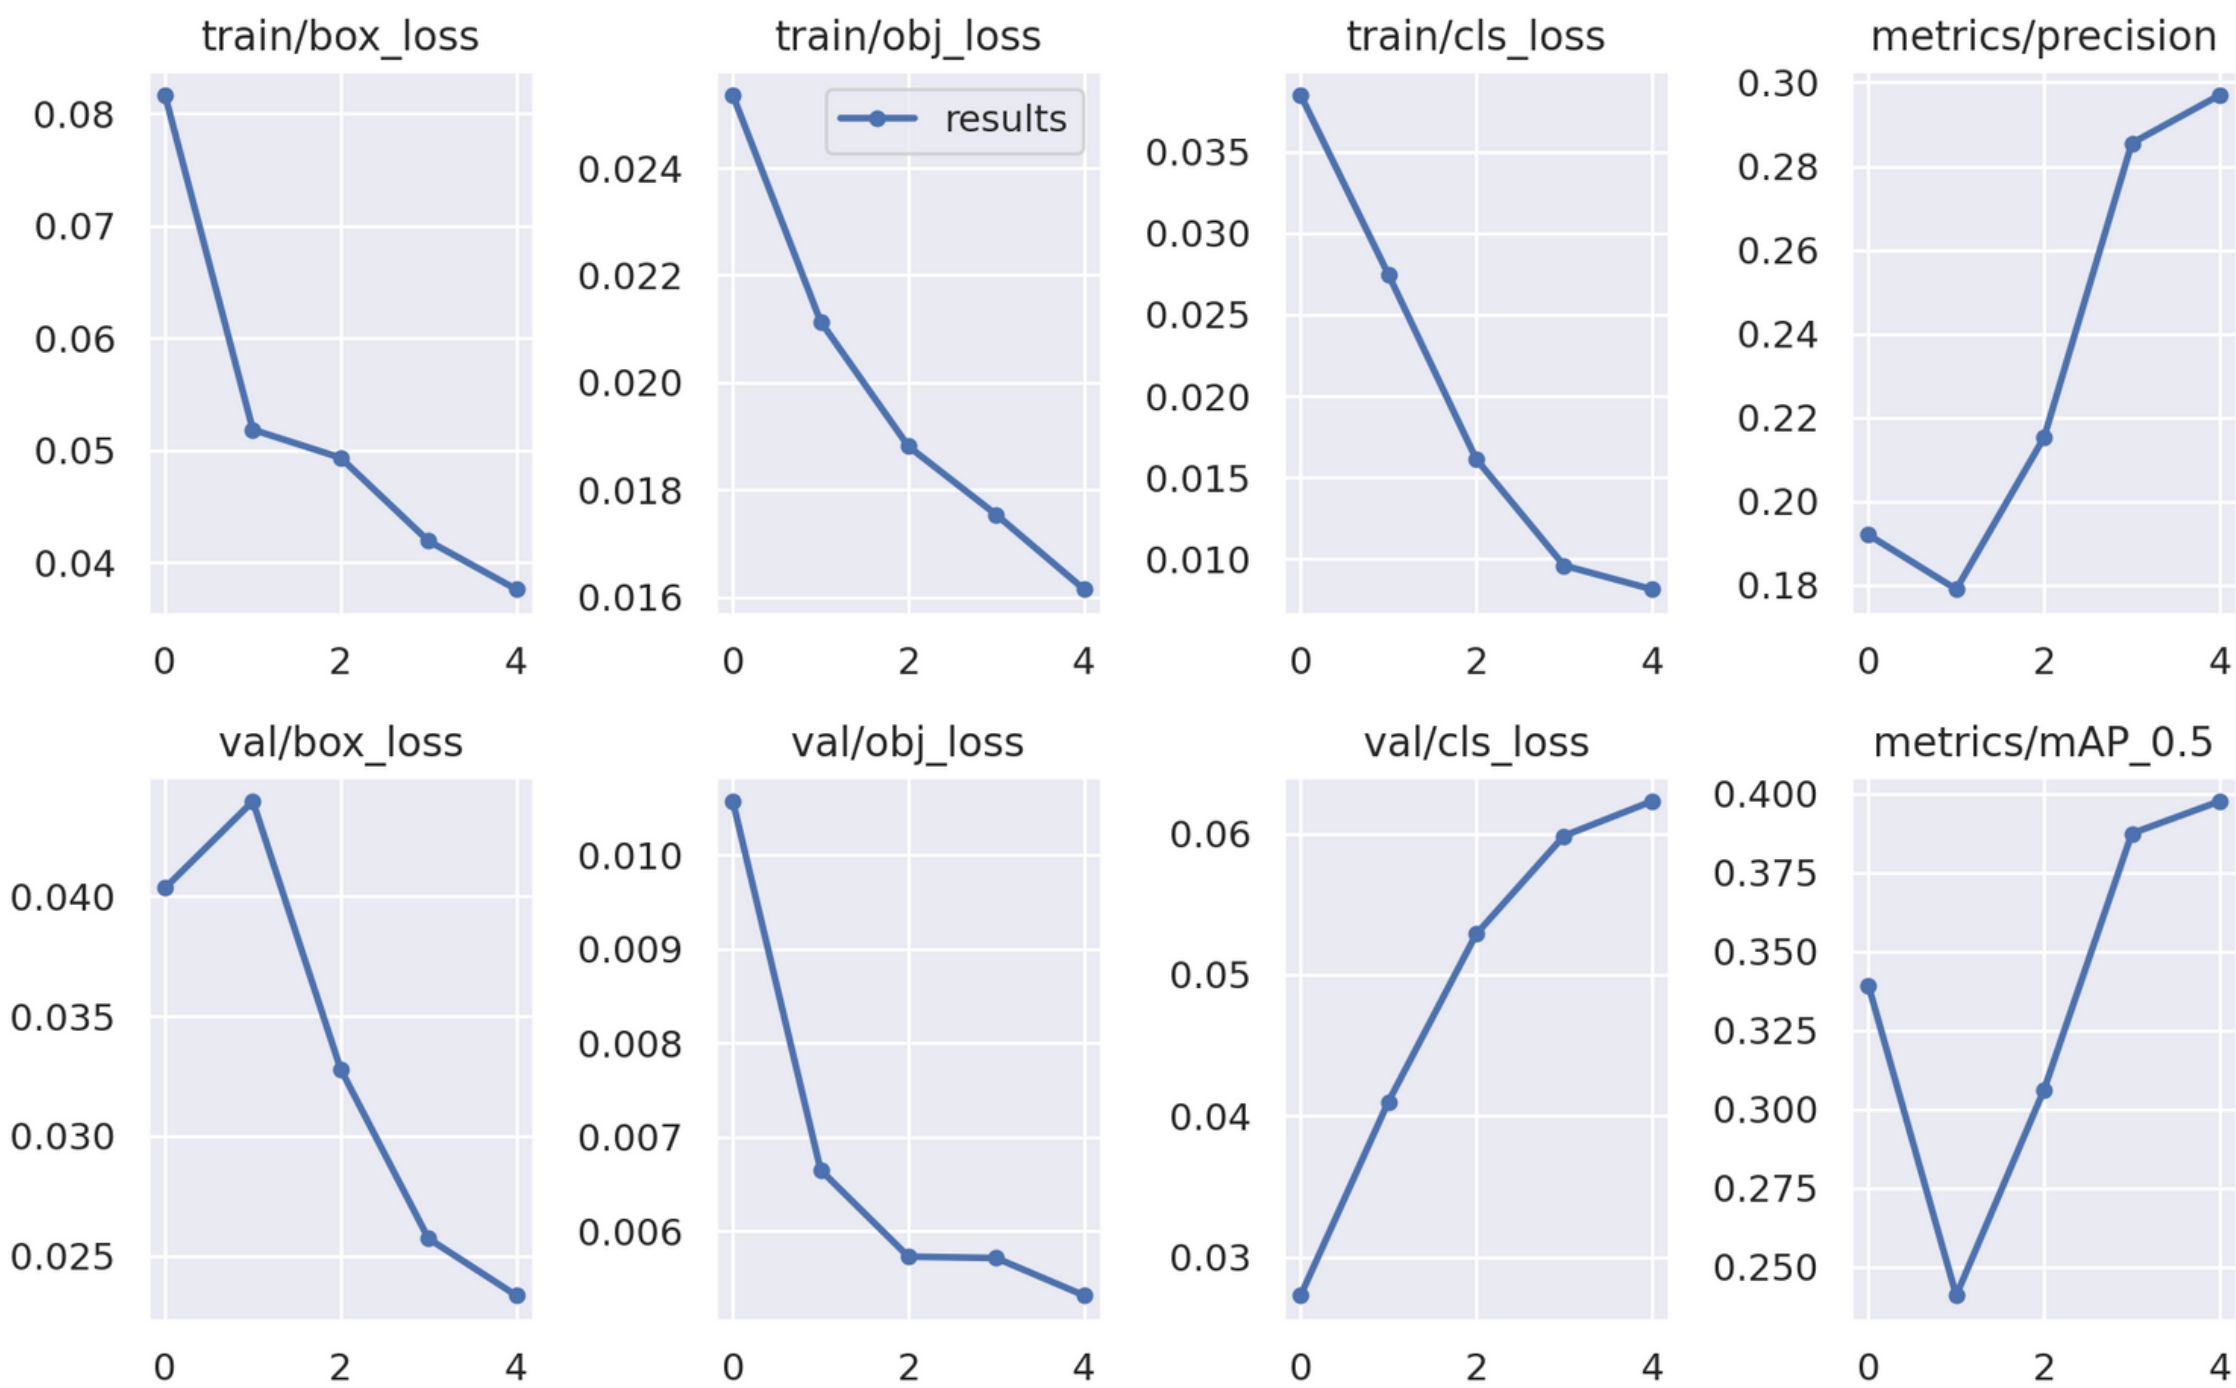 train/box_loss
0.08
0.07
0.06
0.05
0.04
0 2 4
train/obj_loss
results
0.024
0.022
0.020
0.018
0.016
0 2 4
train/cls_loss
0.035
0.030
0.025
0.020
0.015
0.010
0 2 4
metrics/precision
0.30
0.28
0.26
0.24
0.22
0.20
0.18
0 2 4
val/box_loss
0.040
0.035
0.030
0.025
0 2 4
val/obj_loss
0.010
0.009
0.008
0.007
0.006
0 2 4
val/cls_loss
0.06
0.05
0.04
0.03
0 2 4
metrics/mAP_0.5
0.400
0.375
0.350
0.325
0.300
0.275
0.250
0 2 4